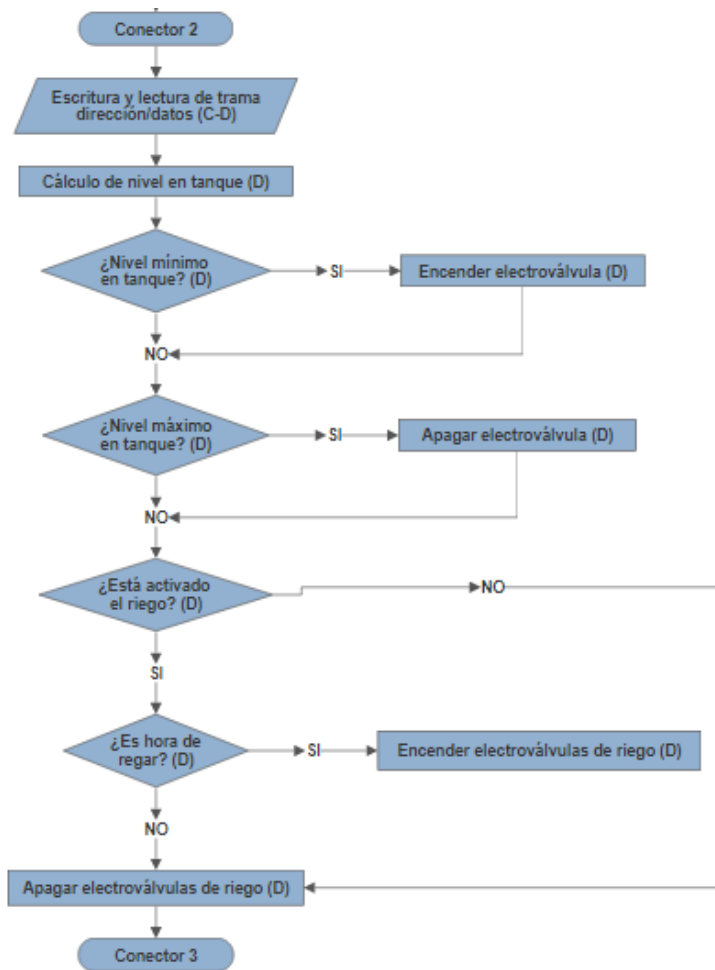 Conector 2
Escritura y lectura de trama
dirección/datos (C-D)
Cálculo de nivel en tanque (D)
¿Nivel mínimo
en tanque? (D)
SI
Encender electroválvula (D)
NO
¿Nivel máximo
en tanque? (D)
SI
Apagar electroválvula (D)
NO
¿Está activado
el riego? (D)
NO
SI
¿Es hora de
regar? (D)
SI
Encender electroválvulas de riego (D)
NO
Apagar electroválvulas de riego (D)
Conector 3